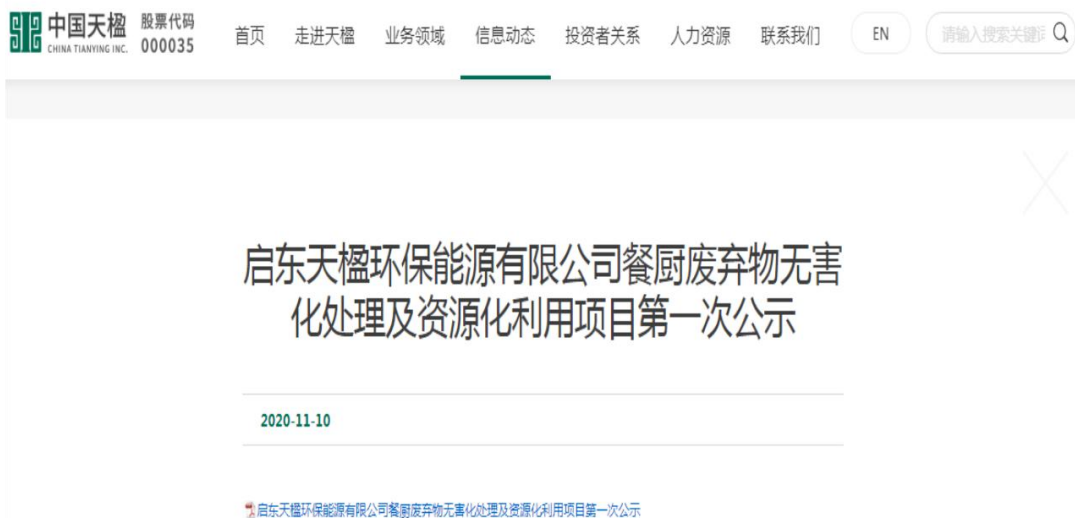 中国天楹 股票代码
CHINA TIANYING INC. 000035
首页 走进天楹 业务领域 信息动态 投资者关系 人力资源 联系我们 EN 请输入搜索关键词
启东天楹环保能源有限公司餐厨废弃物无害
化处理及资源化利用项目第一次公示
2020-11-10
启东天楹环保能源有限公司餐厨废弃物无害化处理及资源化利用项目第一次公示